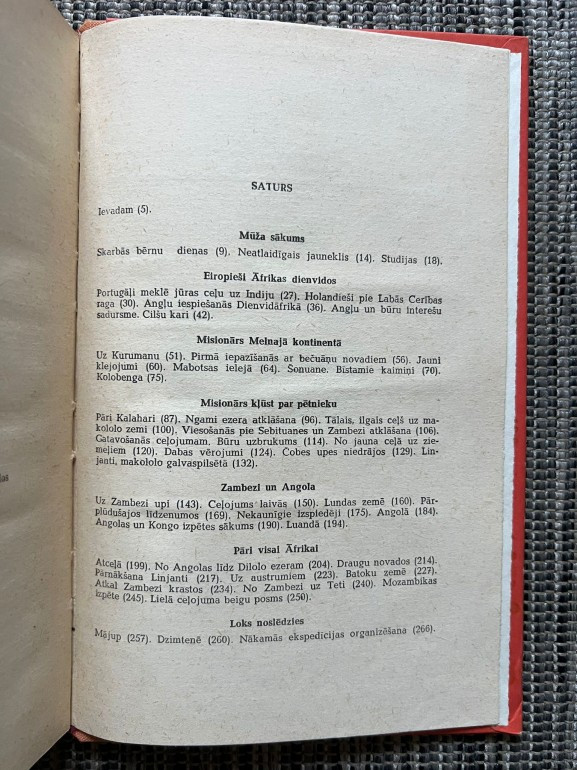 SATURS
Ievadam (5).
Mūža sākums
Skarbās bērnu dienas (9). Neatlaidīgais jauneklis (14). Studijas (18).
Eiropieši Āfrikas dienvidos
Portugāļi meklē jūras ceļu uz Indiju (27). Holandieši pie Labās Cerības
raga (30). Angļu iespiešanās Dienvidāfrikā (36). Angļu un būru interešu
sadursme. Cilšu kari (42).
Misionārs Melnajā kontinentā
Uz Kurumanu (51). Pirmā iepazīšanās ar bečuāņu novadiem (56). Jauni
klejojumi (60). Mabotsas ielejā (64). Sonuane. Bīstamie kaimiņi (70).
Kolobenga (75).
Misionārs kļūst par pētnieku
Pāri Kalahari (87). Ngami ezera atklāšana (96). Tālais, ilgais ceļš uz ma-
kololo zemi (100). Viesošanās pie Sebituanes un Zambezi atklāšana (106).
Gatavošanās ceļojumam. Būru uzbrukums (114). No jauna ceļā uz zie-
meļiem (120). Dabas vērojumi (124). Čobes upes niedrājos (129). Lin-
janti, makololo galvaspilsētā (132).
Zambezi un Angola
Uz Zambezi upi (143). Ceļojums laivās (150). Lundas zemē (160). Pār-
plūdušajos līdzenumos (169). Nekaunīgie izspiedēji (175). Angolā (184).
Angolas un Kongo izpētes sākums (190). Luandā (194).
Pāri visai Āfrikai
Atceļā (199). No Angolas līdz Dilolo ezeram (204). Draugu novados (214).
Pārnākšana Linjanti (217). Uz austrumiem (223). Batoku zemē (227).
Atkal Zambezi krastos (234). No Zambezi uz Teti (240). Mozambikas
izpēte (245). Lielā ceļojuma beigu posms (250).
Loks noslēdzies
Mājup (257). Dzimtenē (260). Nākamās ekspedīcijas organizēšana (266).